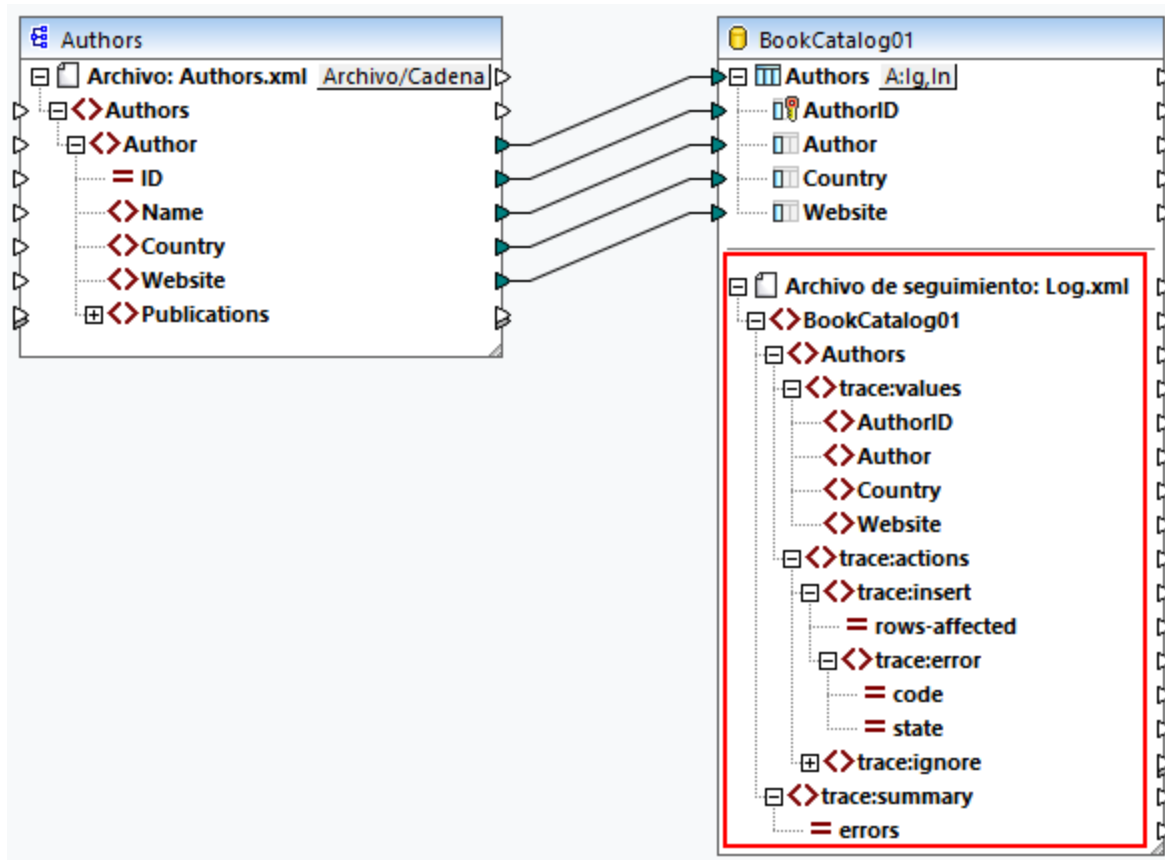 Authors
Archivo: Authors.xml Archivo/Cadena
Authors
Author
ID
Name
Country
Website
Publications
BookCatalog01
Authors A:Ig,In
AuthorID
Author
Country
Website
Archivo de seguimiento: Log.xml
BookCatalog01
Authors
trace:values
AuthorID
Author
Country
Website
trace:actions
trace:insert
rows-affected
trace:error
code
state
trace:ignore
trace:summary
errors